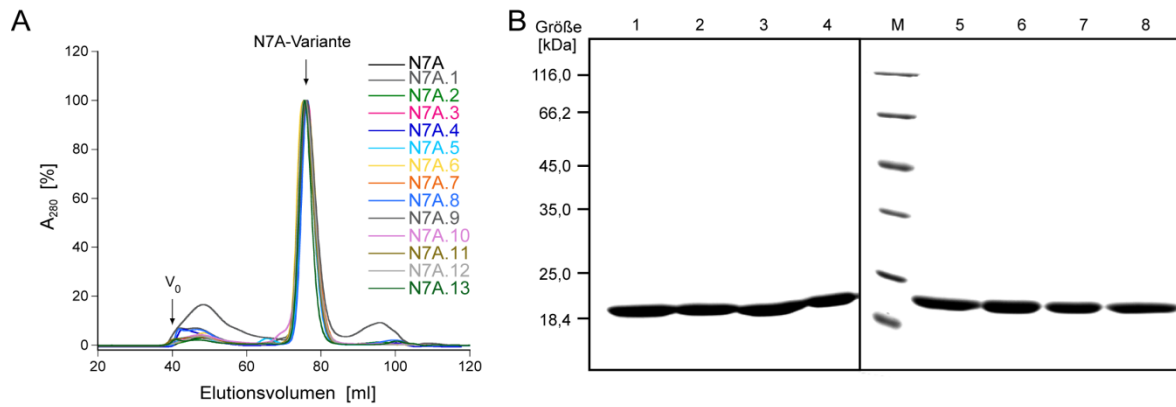 A
N7A-Variante
120
100
80
60
40
20
0
A280 [%]
V0
20 40 60 80 100 120
Elutionsvolumen [ml]
N7A
N7A.1
N7A.2
N7A.3
N7A.4
N7A.5
N7A.6
N7A.7
N7A.8
N7A.9
N7A.10
N7A.11
N7A.12
N7A.13
B
Größe
[kDa]
1 2 3 4 M 5 6 7 8
116,0
66,2
45,0
35,0
25,0
18,4